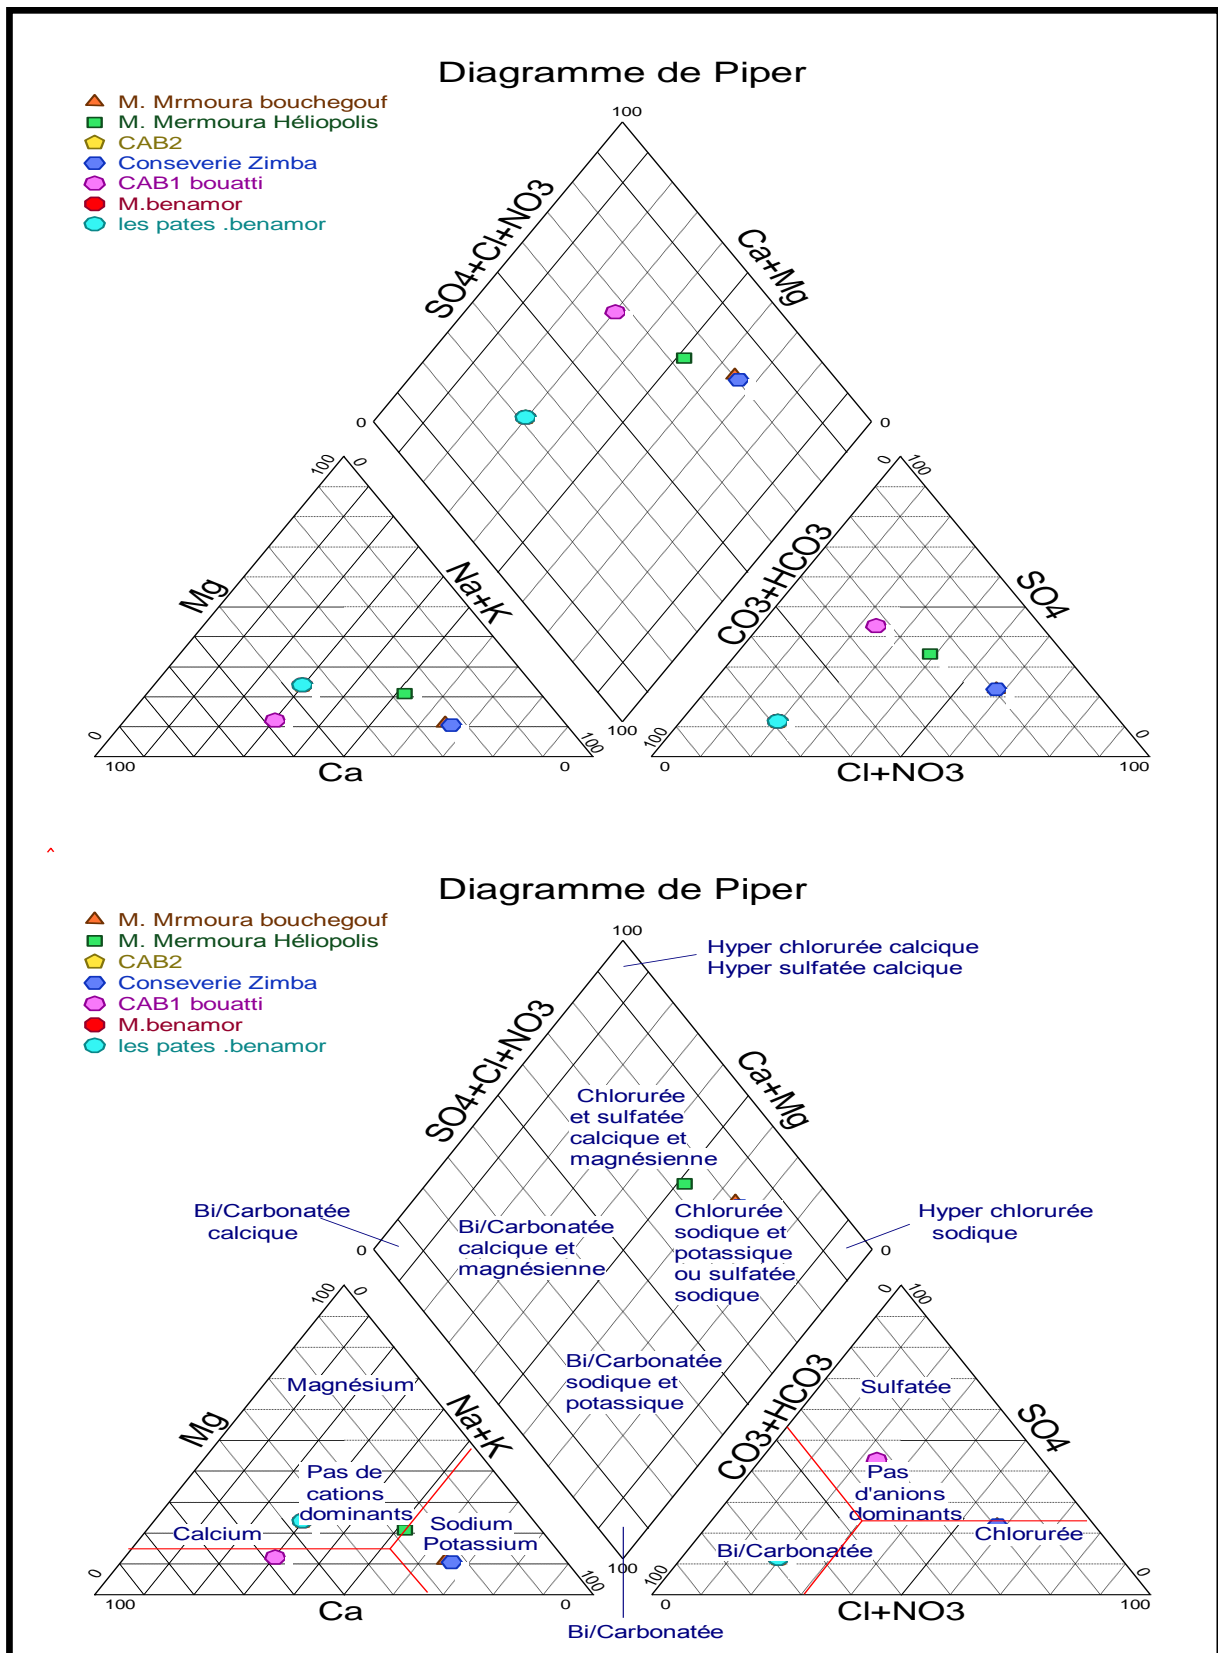 Diagramme de Piper
M. Mrmoura bouchegouf
M. Mermoura Héliopolis
CAB2
Conseverie Zimba
CAB1 bouatti
M.benamor
les pates .benamor
100
SO4+Cl+NO3
Ca+Mg
0
0
100
0
0
100
Mg
Na+K
CO3+HCO3
SO4
0
100
100
100
0
100
0
Ca
0
0
Cl+NO3
100
Diagramme de Piper
M. Mrmoura bouchegouf
M. Mermoura Héliopolis
CAB2
Conseverie Zimba
CAB1 bouatti
M.benamor
les pates .benamor
100
Hyper chlorurée calcique
Hyper sulfatée calcique
SO4+Cl+NO3
Ca+Mg
Chlorurée
et sulfatée
calcique et
magnésienne
Bi/Carbonatée
calcique
Bi/Carbonatée
calcique et
magnésienne
Chlorurée
sodique et
potassique
ou sulfatée
sodique
Hyper chlorurée
sodique
0
0
100
0
0
100
Bi/Carbonatée
sodique et
potassique
Magnésium
Sulfatée
Mg
Na+K
CO3+HCO3
SO4
Pas de
cations
dominants
Pas
d'anions
dominants
Calcium
Sodium
Potassium
Chlorurée
Bi/Carbonatée
0
100
100
100
0
100
Ca
0
0
Cl+NO3
100
Bi/Carbonatée